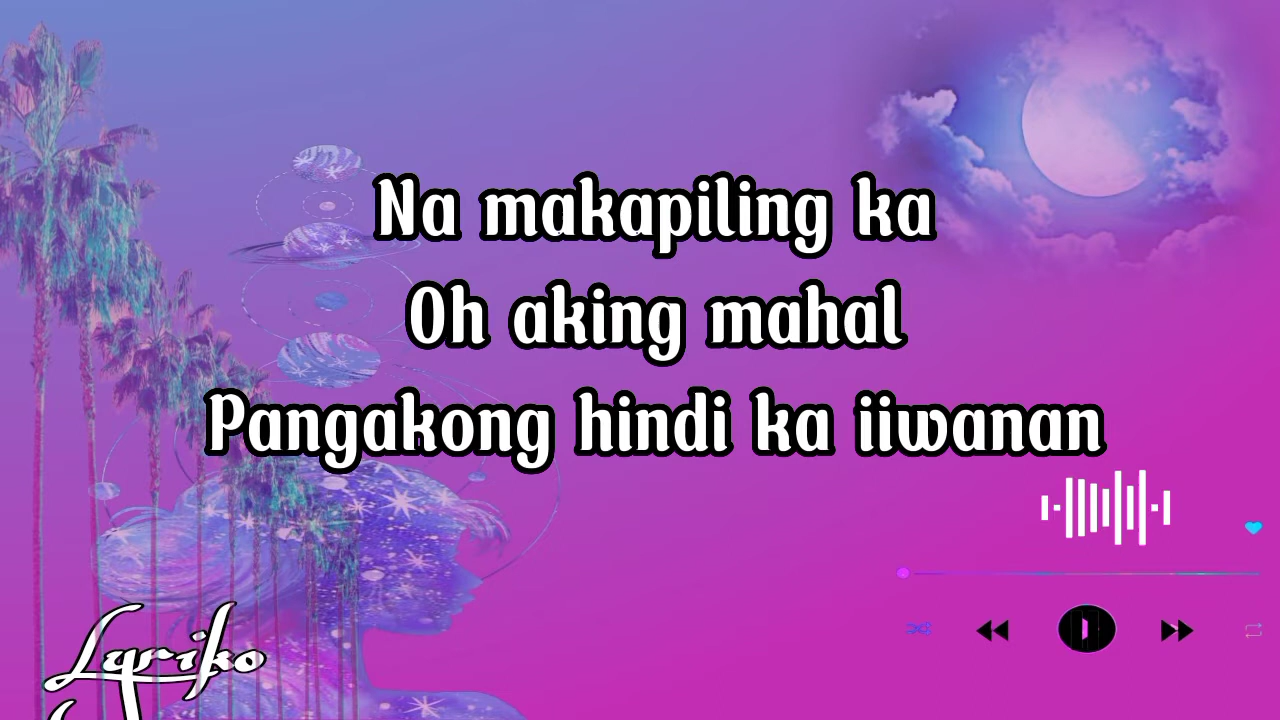 Na makapiling ka
Oh aking mahal
Pangakong hindi ka iiwanan
Lyriko